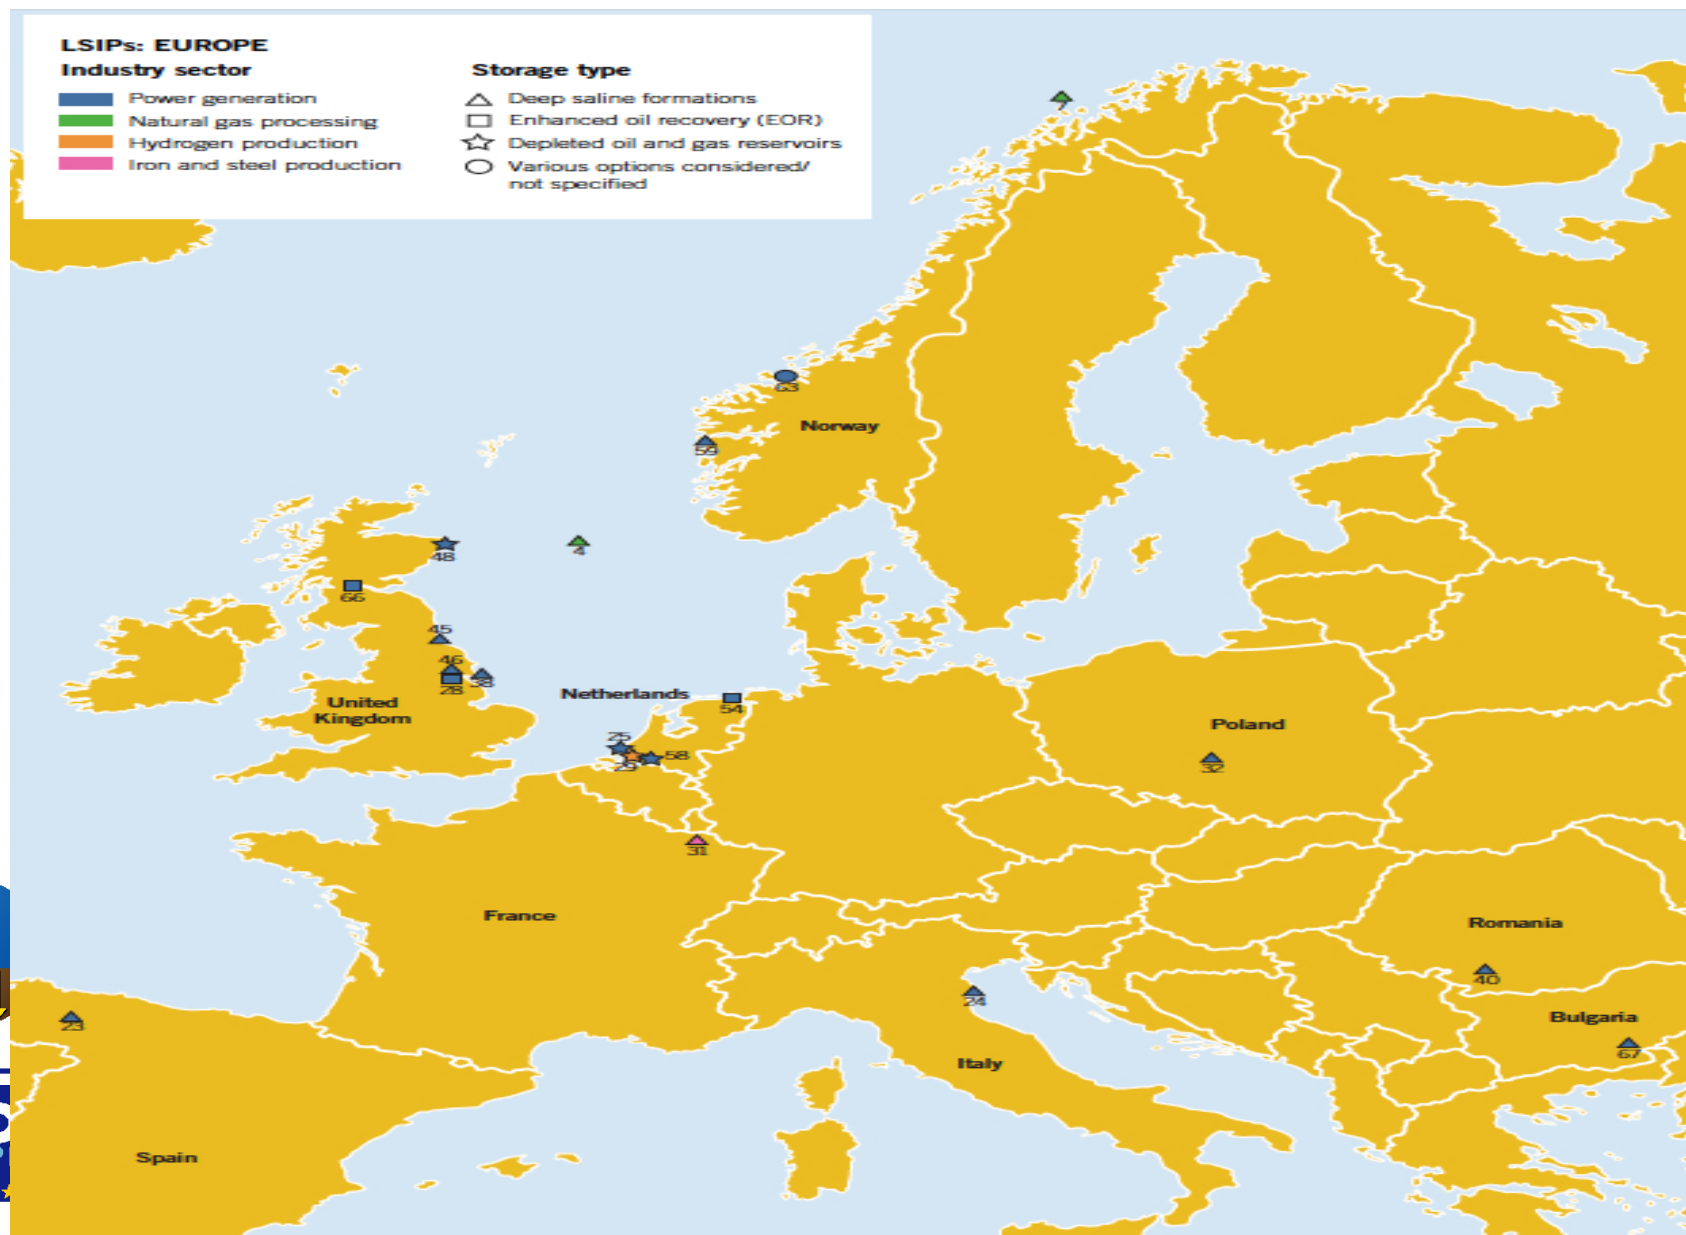 LSIPs: EUROPE
Industry sector
Power generation
Natural gas processing
Hydrogen production
Iron and steel production
Storage type
Deep saline formations
Enhanced oil recovery (EOR)
Depleted oil and gas reservoirs
Various options considered/
not specified
7
63
Norway
59
48
4
66
45
46
28
38
United
Kingdom
Netherlands
54
25
29
58
Poland
32
31
France
Romania
40
24
23
Bulgaria
67
Italy
Spain